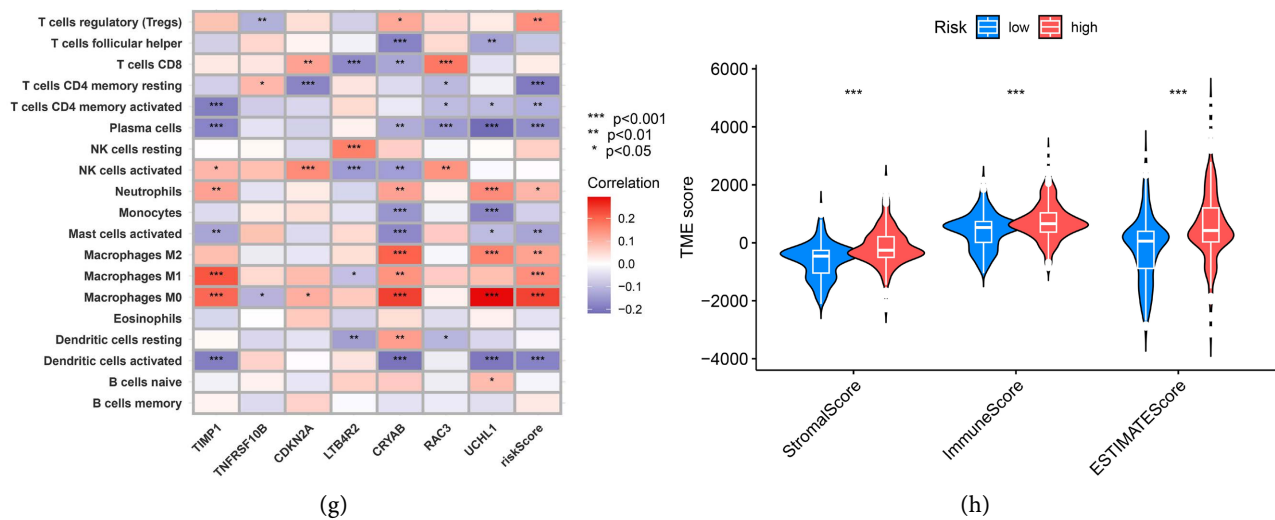 T cells regulatory (Tregs) ** * **
T cells follicular helper *** **
T cells CD8 ** *** ** ***
T cells CD4 memory resting * *** * ***
T cells CD4 memory activated *** * * **
Plasma cells *** ** *** *** ***
NK cells resting ***
NK cells activated * *** *** ** **
Neutrophils ** ** *** *
Monocytes *** ***
Mast cells activated ** *** * **
Macrophages M2 *** *** **
Macrophages M1 *** * ** ***
Macrophages M0 *** * * *** *** ***
Eosinophils
Dendritic cells resting ** ** *
Dendritic cells activated *** *** *** ***
B cells naive *
B cells memory
TIMP1
TNFRSF10B
CDKN2A
LTB4R2
CRYAB
RAC3
UCHL1
riskScore
*** p<0.001
** p<0.01
* p<0.05
Correlation
0.2
0.1
0.0
−0.1
−0.2
(g)
Risk low high
TME score
6000
4000
2000
0
−2000
−4000
*** *** ***
StromalScore
ImmuneScore
ESTIMATEScore
(h)